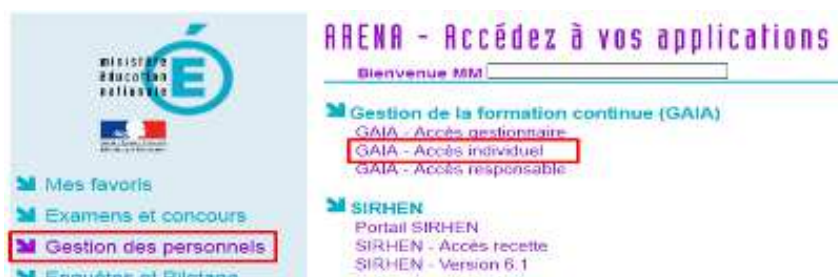 ministère
éducation
nationale
Mes favoris
Examens et concours
Gestion des personnels
Enquêtes et Pilotage
ARENA - Accédez à vos applications
Bienvenue MM
Gestion de la formation continue (GAIA)
GAIA - Accès gestionnaire
GAIA - Accès individuel
GAIA - Accès responsable
SIRHEN
Portail SIRHEN
SIRHEN - Accès recette
SIRHEN - Version 6.1